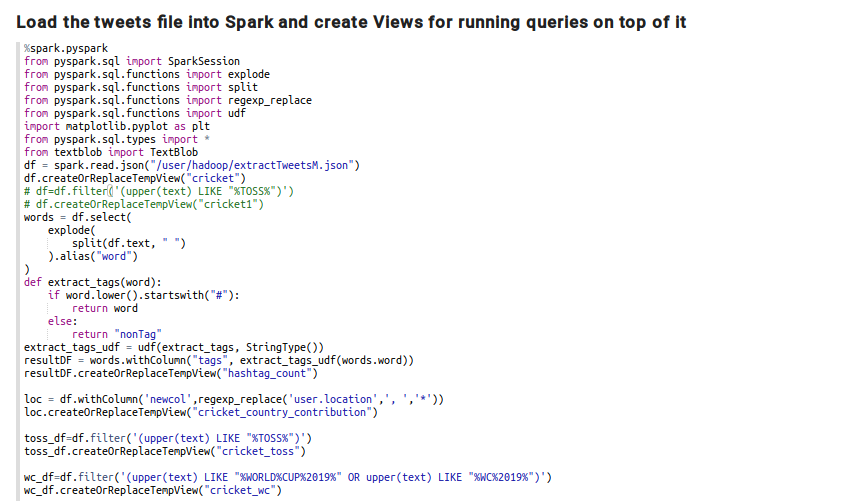 Load the tweets file into Spark and create Views for running queries on top of it
%spark.pyspark
from pyspark.sql import SparkSession
from pyspark.sql.functions import explode
from pyspark.sql.functions import split
from pyspark.sql.functions import regexp_replace
from pyspark.sql.functions import udf
import matplotlib.pyplot as plt
from pyspark.sql.types import *
from textblob import TextBlob
df = spark.read.json("/user/hadoop/extractTweetsM.json")
df.createOrReplaceTempView("cricket")
# df=df.filter('(upper(text) LIKE "%TOSS%")')
# df.createOrReplaceTempView("cricket1")
words = df.select(
    explode(
        split(df.text, " ")
    ).alias("word")
)
def extract_tags(word):
    if word.lower().startswith("#"):
        return word
    else:
        return "nonTag"
extract_tags_udf = udf(extract_tags, StringType())
resultDF = words.withColumn("tags", extract_tags_udf(words.word))
resultDF.createOrReplaceTempView("hashtag_count")
loc = df.withColumn('newcol',regexp_replace('user.location',', ','*'))
loc.createOrReplaceTempView("cricket_country_contribution")
toss_df=df.filter('(upper(text) LIKE "%TOSS%")')
toss_df.createOrReplaceTempView("cricket_toss")
wc_df=df.filter('(upper(text) LIKE "%WORLD%CUP%2019%" OR upper(text) LIKE "%WC%2019%")')
wc_df.createOrReplaceTempView("cricket_wc")